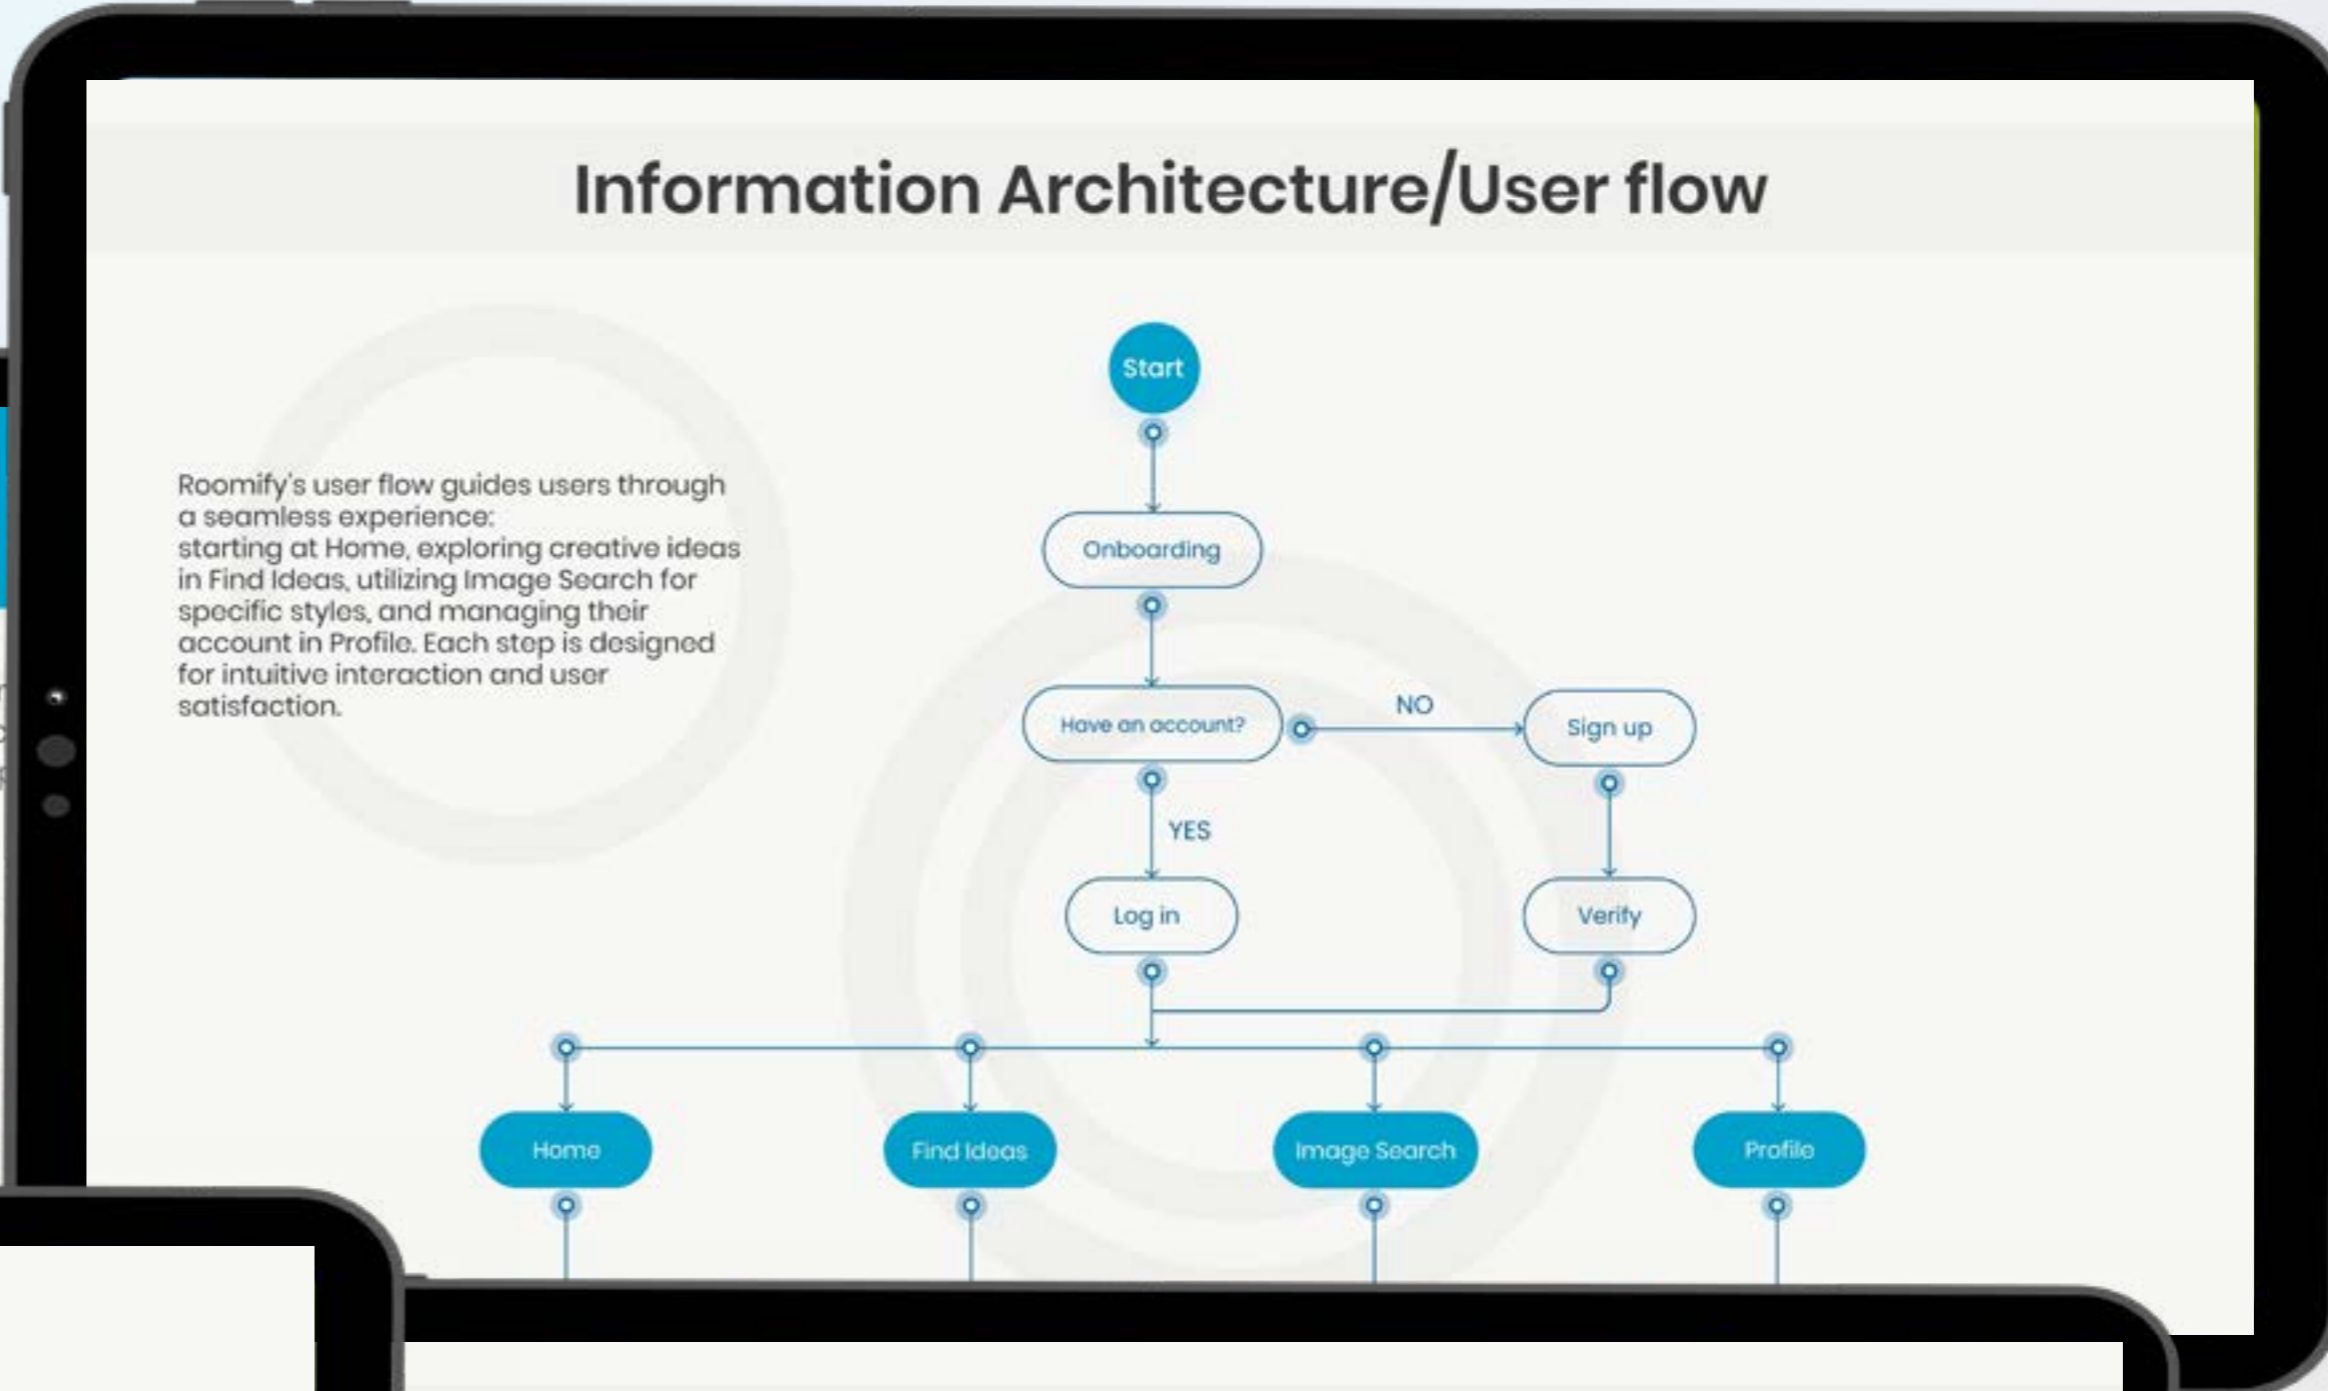 Information Architecture/User flow
Start
Roomify's user flow guides users through
a seamless experience:
starting at Home, exploring creative ideas
in Find Ideas, utilizing Image Search for
specific styles, and managing their
account in Profile. Each step is designed
for intuitive interaction and user
satisfaction.
Onboarding
Have an account?
NO
Sign up
YES
Log in
Verify
Home
Find Ideas
Image Search
Profile